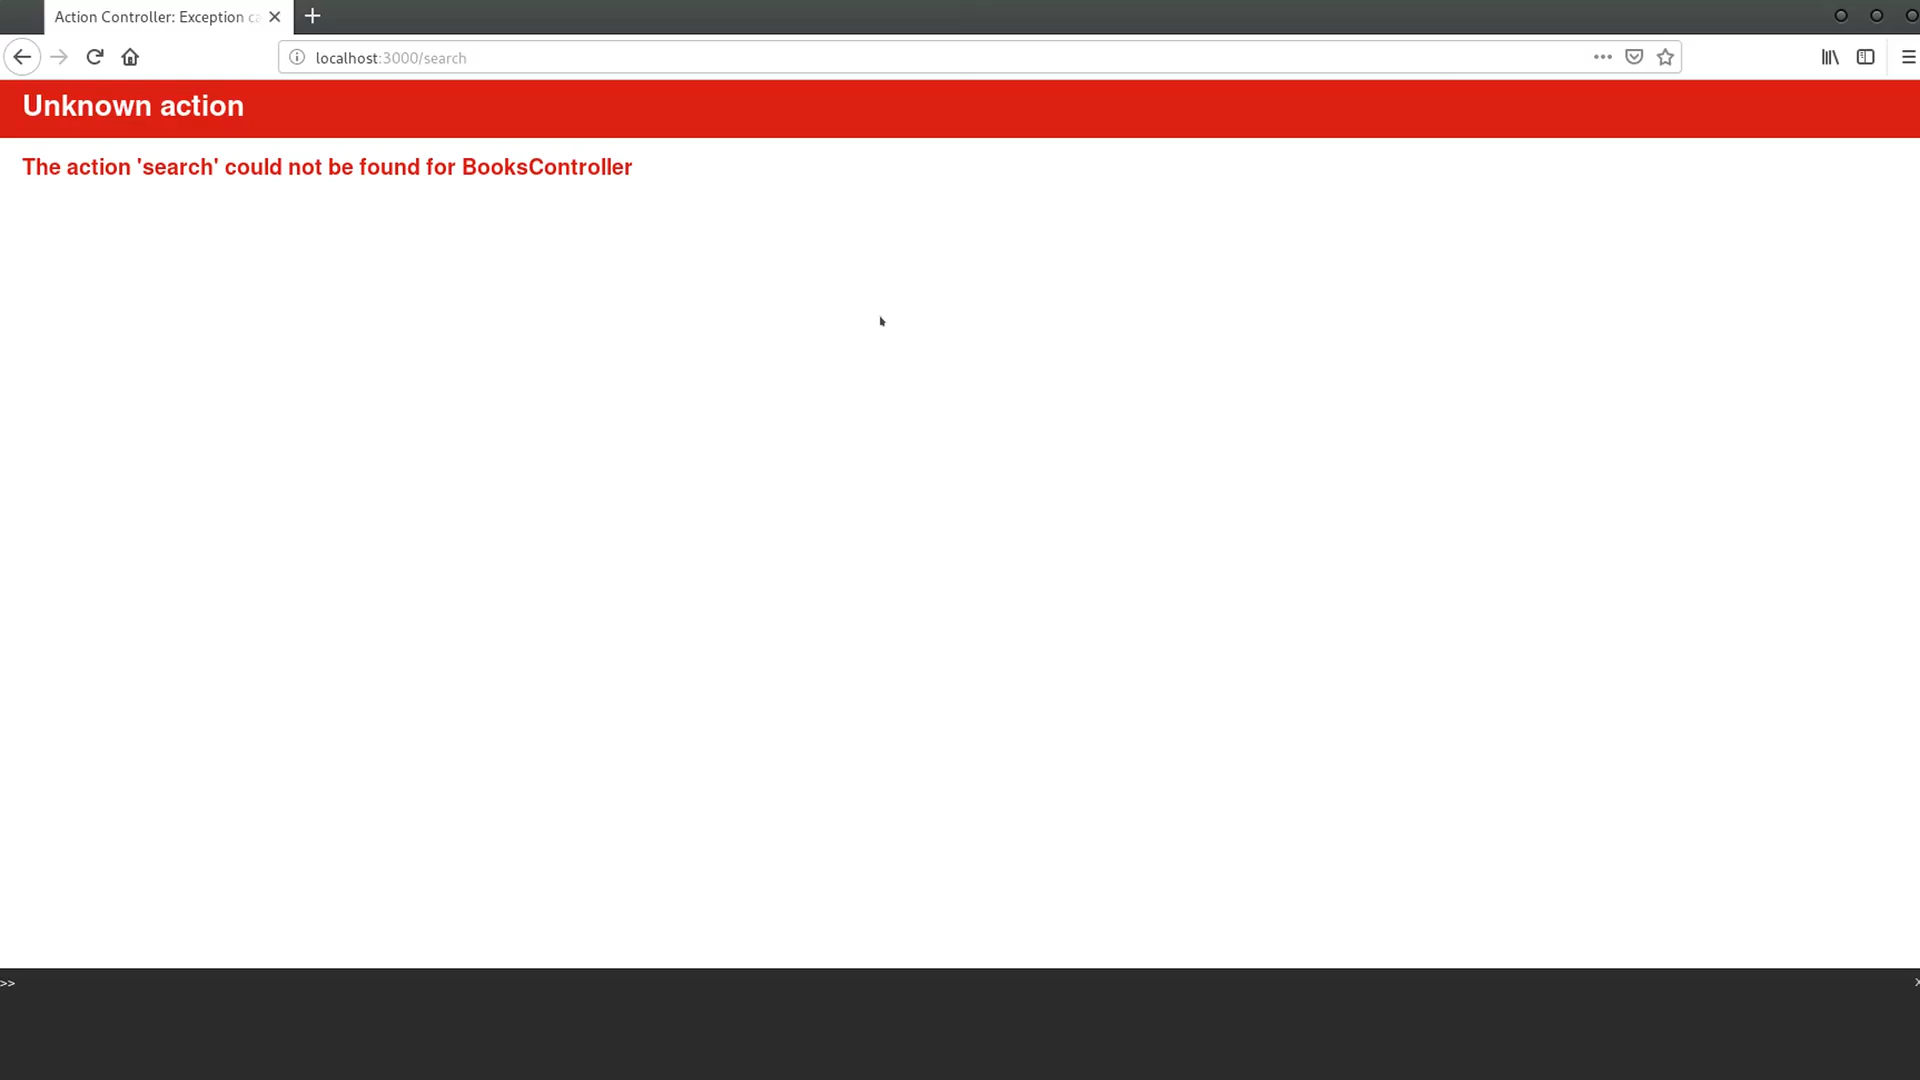 Action Controller: Exception ca
localhost:3000/search
Unknown action
The action 'search' could not be found for BooksController
>>